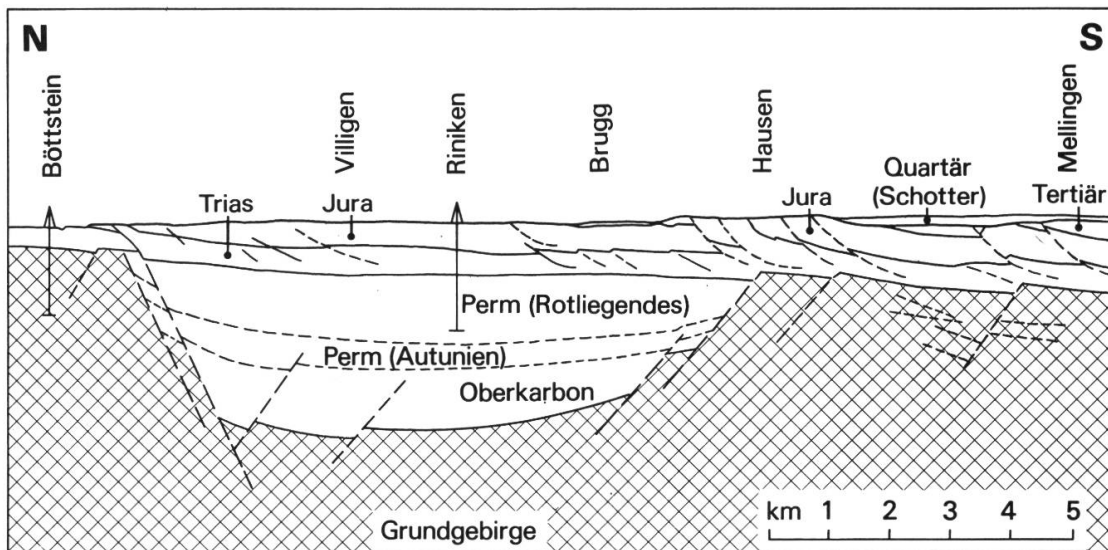 N
S
Böttstein
Villigen
Riniken
Brugg
Hausen
Mellingen
Trias
Jura
Jura
Quartär
(Schotter)
Tertiär
Perm (Rotliegendes)
Perm (Autunien)
Oberkarbon
Grundgebirge
km 1 2 3 4 5